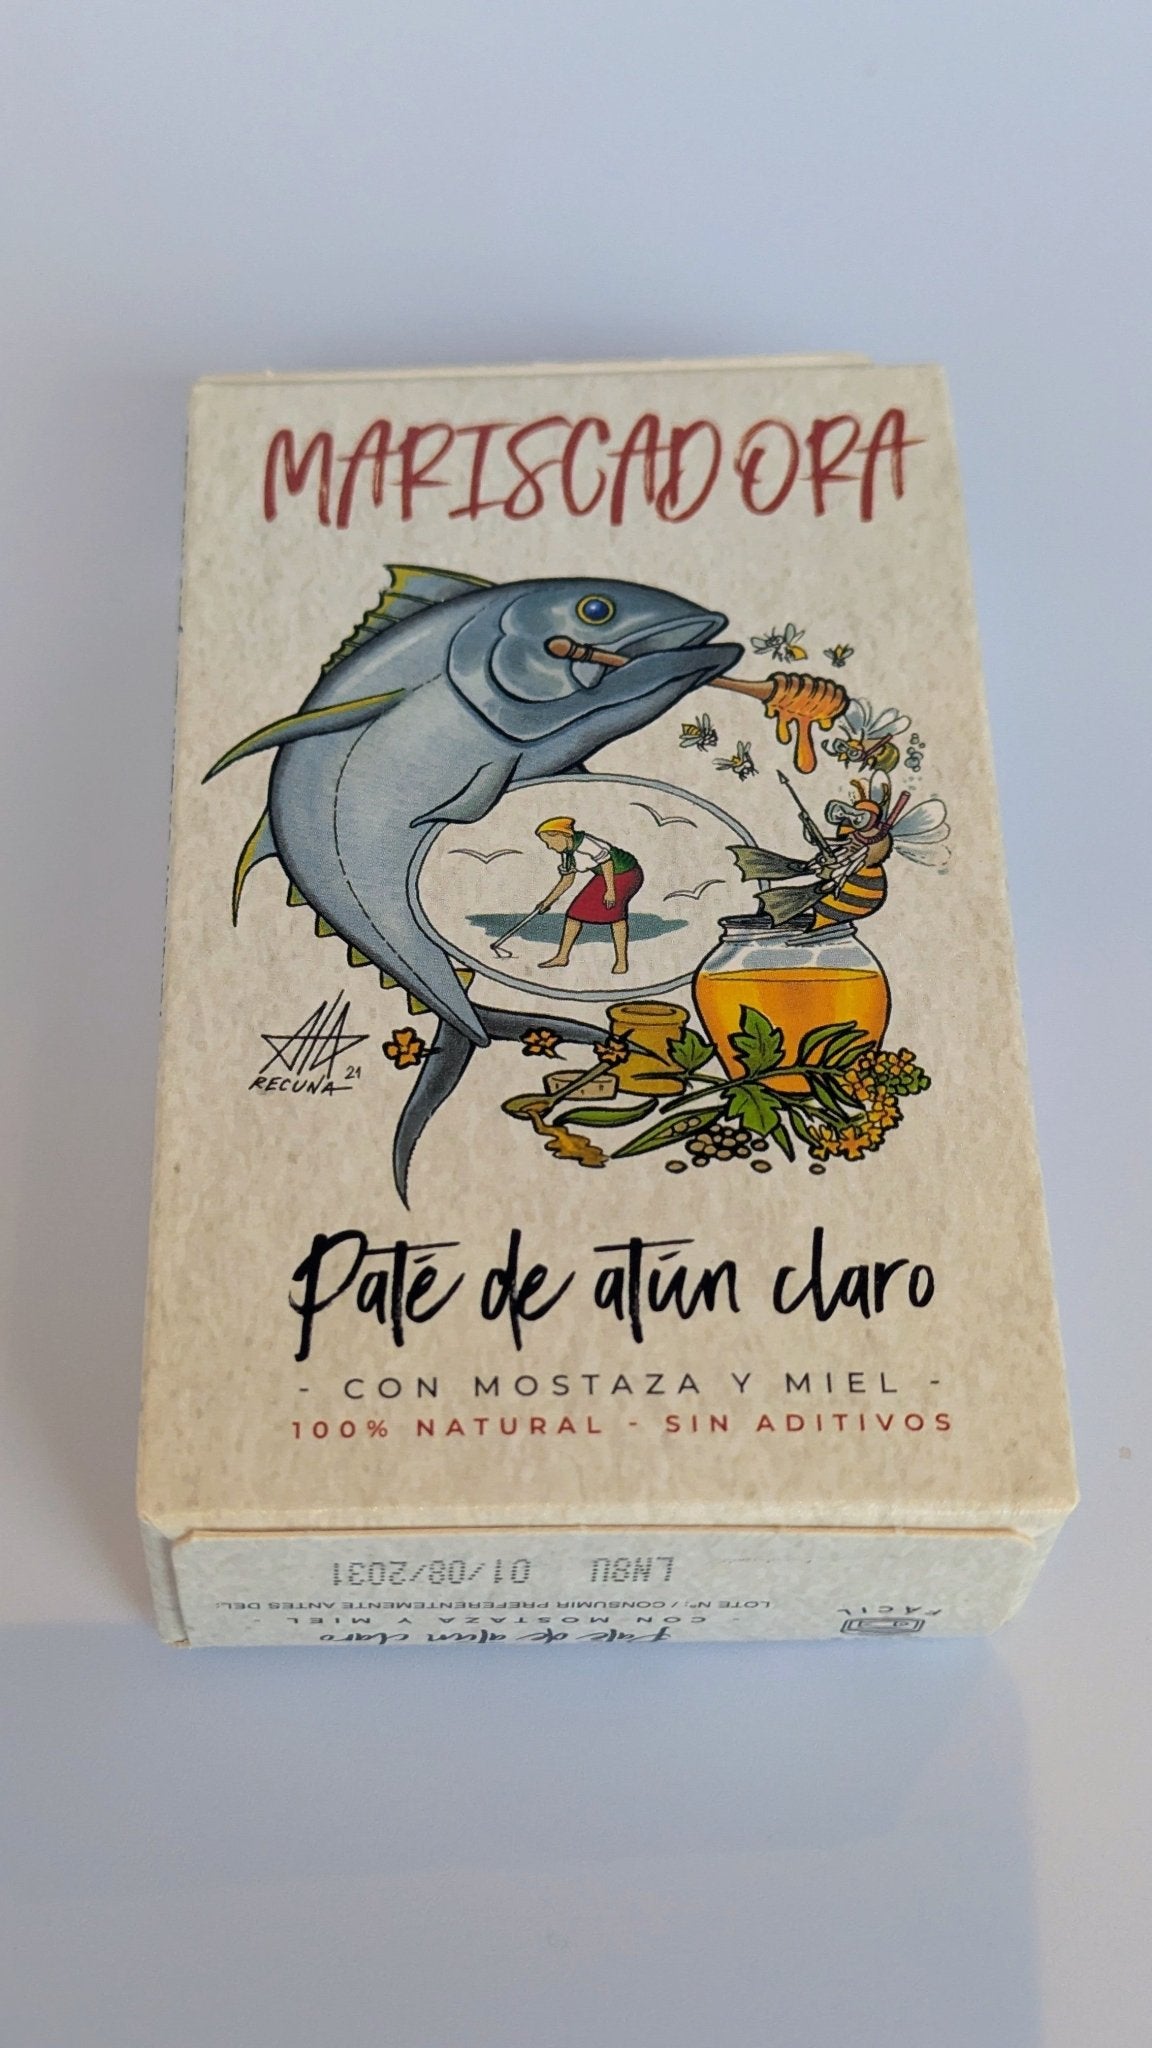 MARISCADORA
RECUNA 21
Paté de atún claro
- CON MOSTAZA Y MIEL -
100% NATURAL - SIN ADITIVOS
Paté de atún claro
- CON MOSTAZA Y MIEL -
LOTE Nº: / CONSUMIR PREFERENTEMENTE ANTES DEL:
LN8U 01/08/2031
FÁCIL